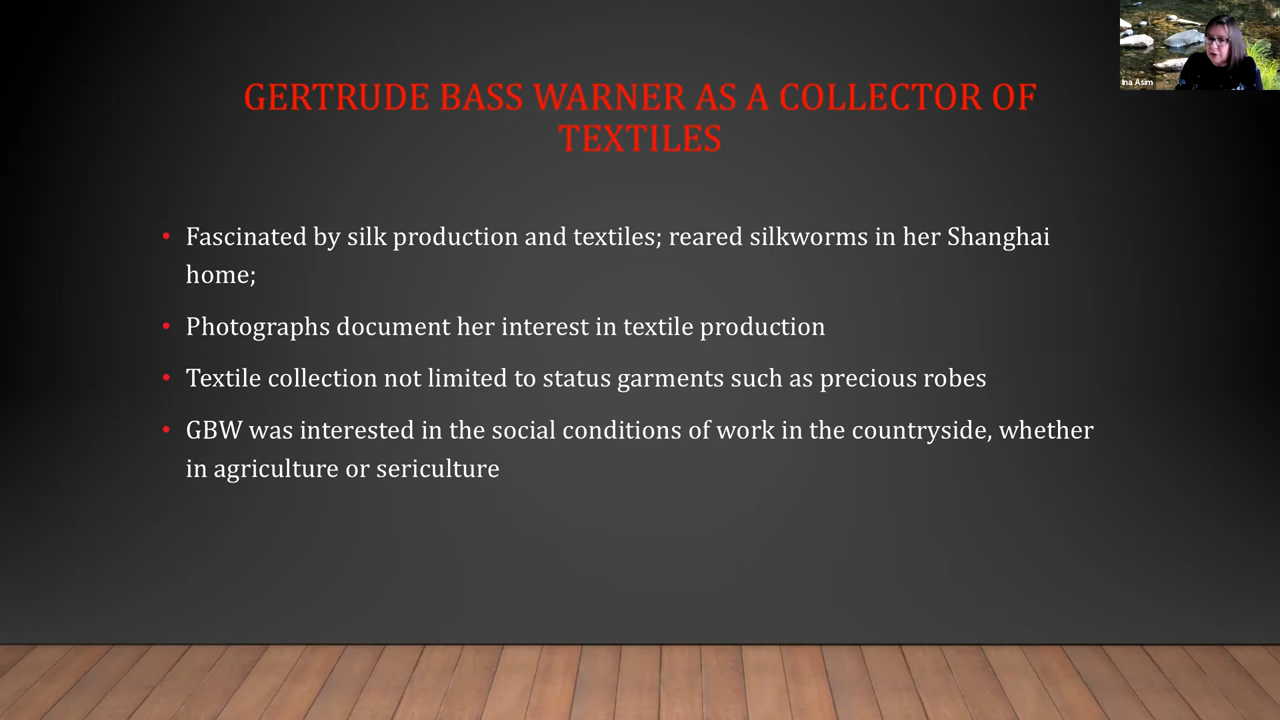 GERTRUDE BASS WARNER AS A COLLECTOR OF
TEXTILES
• Fascinated by silk production and textiles; reared silkworms in her Shanghai
home;
• Photographs document her interest in textile production
• Textile collection not limited to status garments such as precious robes
• GBW was interested in the social conditions of work in the countryside, whether
in agriculture or sericulture
Ina Asim